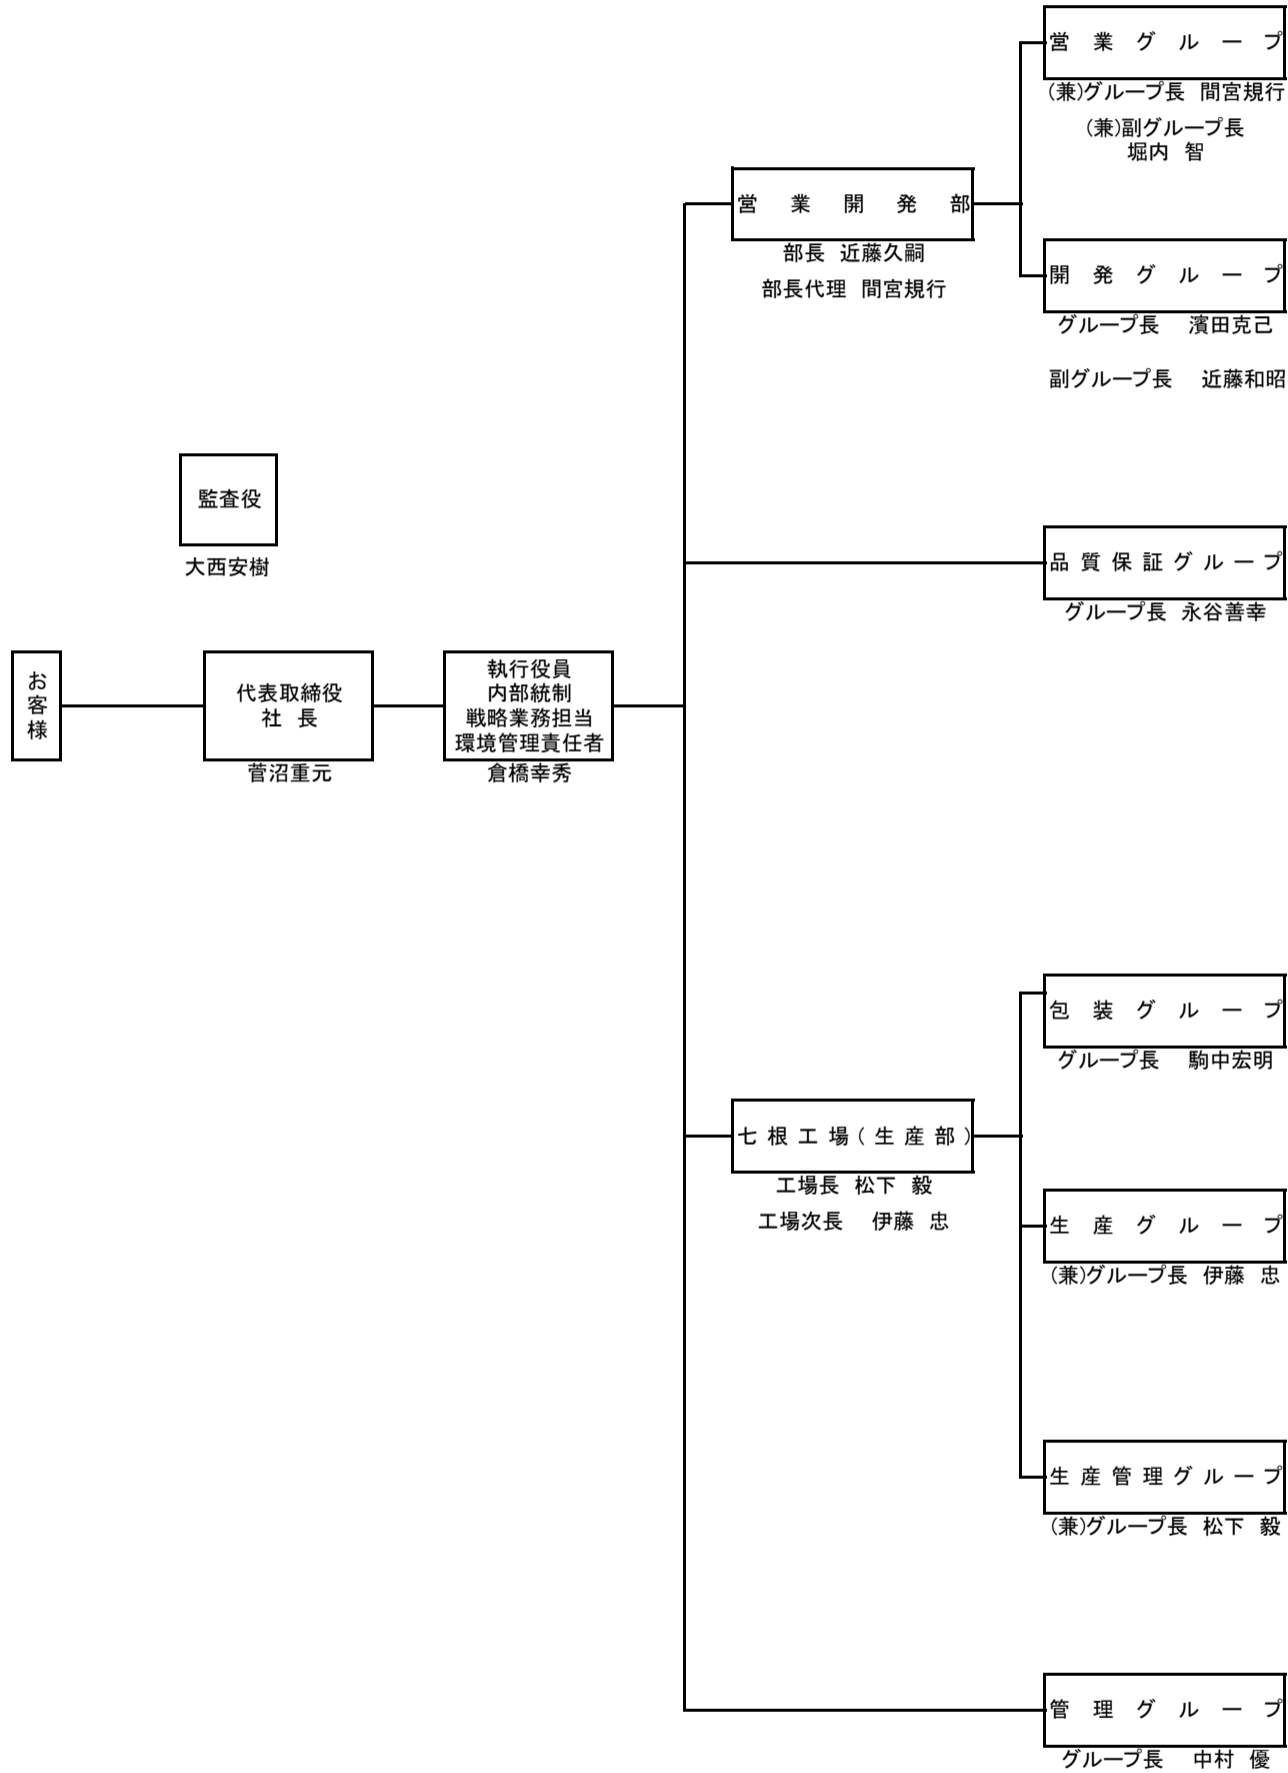 営業グループ
(兼)グループ長 間宮規行
(兼)副グループ長
堀内 智
営業開発部
部長 近藤久嗣
部長代理 間宮規行
開発グループ
グループ長 濱田克己
副グループ長 近藤和昭
監査役
大西安樹
品質保証グループ
グループ長 永谷善幸
お客様
代表取締役
社 長
菅沼重元
執行役員
内部統制
戦略業務担当
環境管理責任者
倉橋幸秀
包装グループ
グループ長 駒中宏明
七根工場(生産部)
工場長 松下 毅
工場次長 伊藤 忠
生産グループ
(兼)グループ長 伊藤 忠
生産管理グループ
(兼)グループ長 松下 毅
管理グループ
グループ長 中村 優